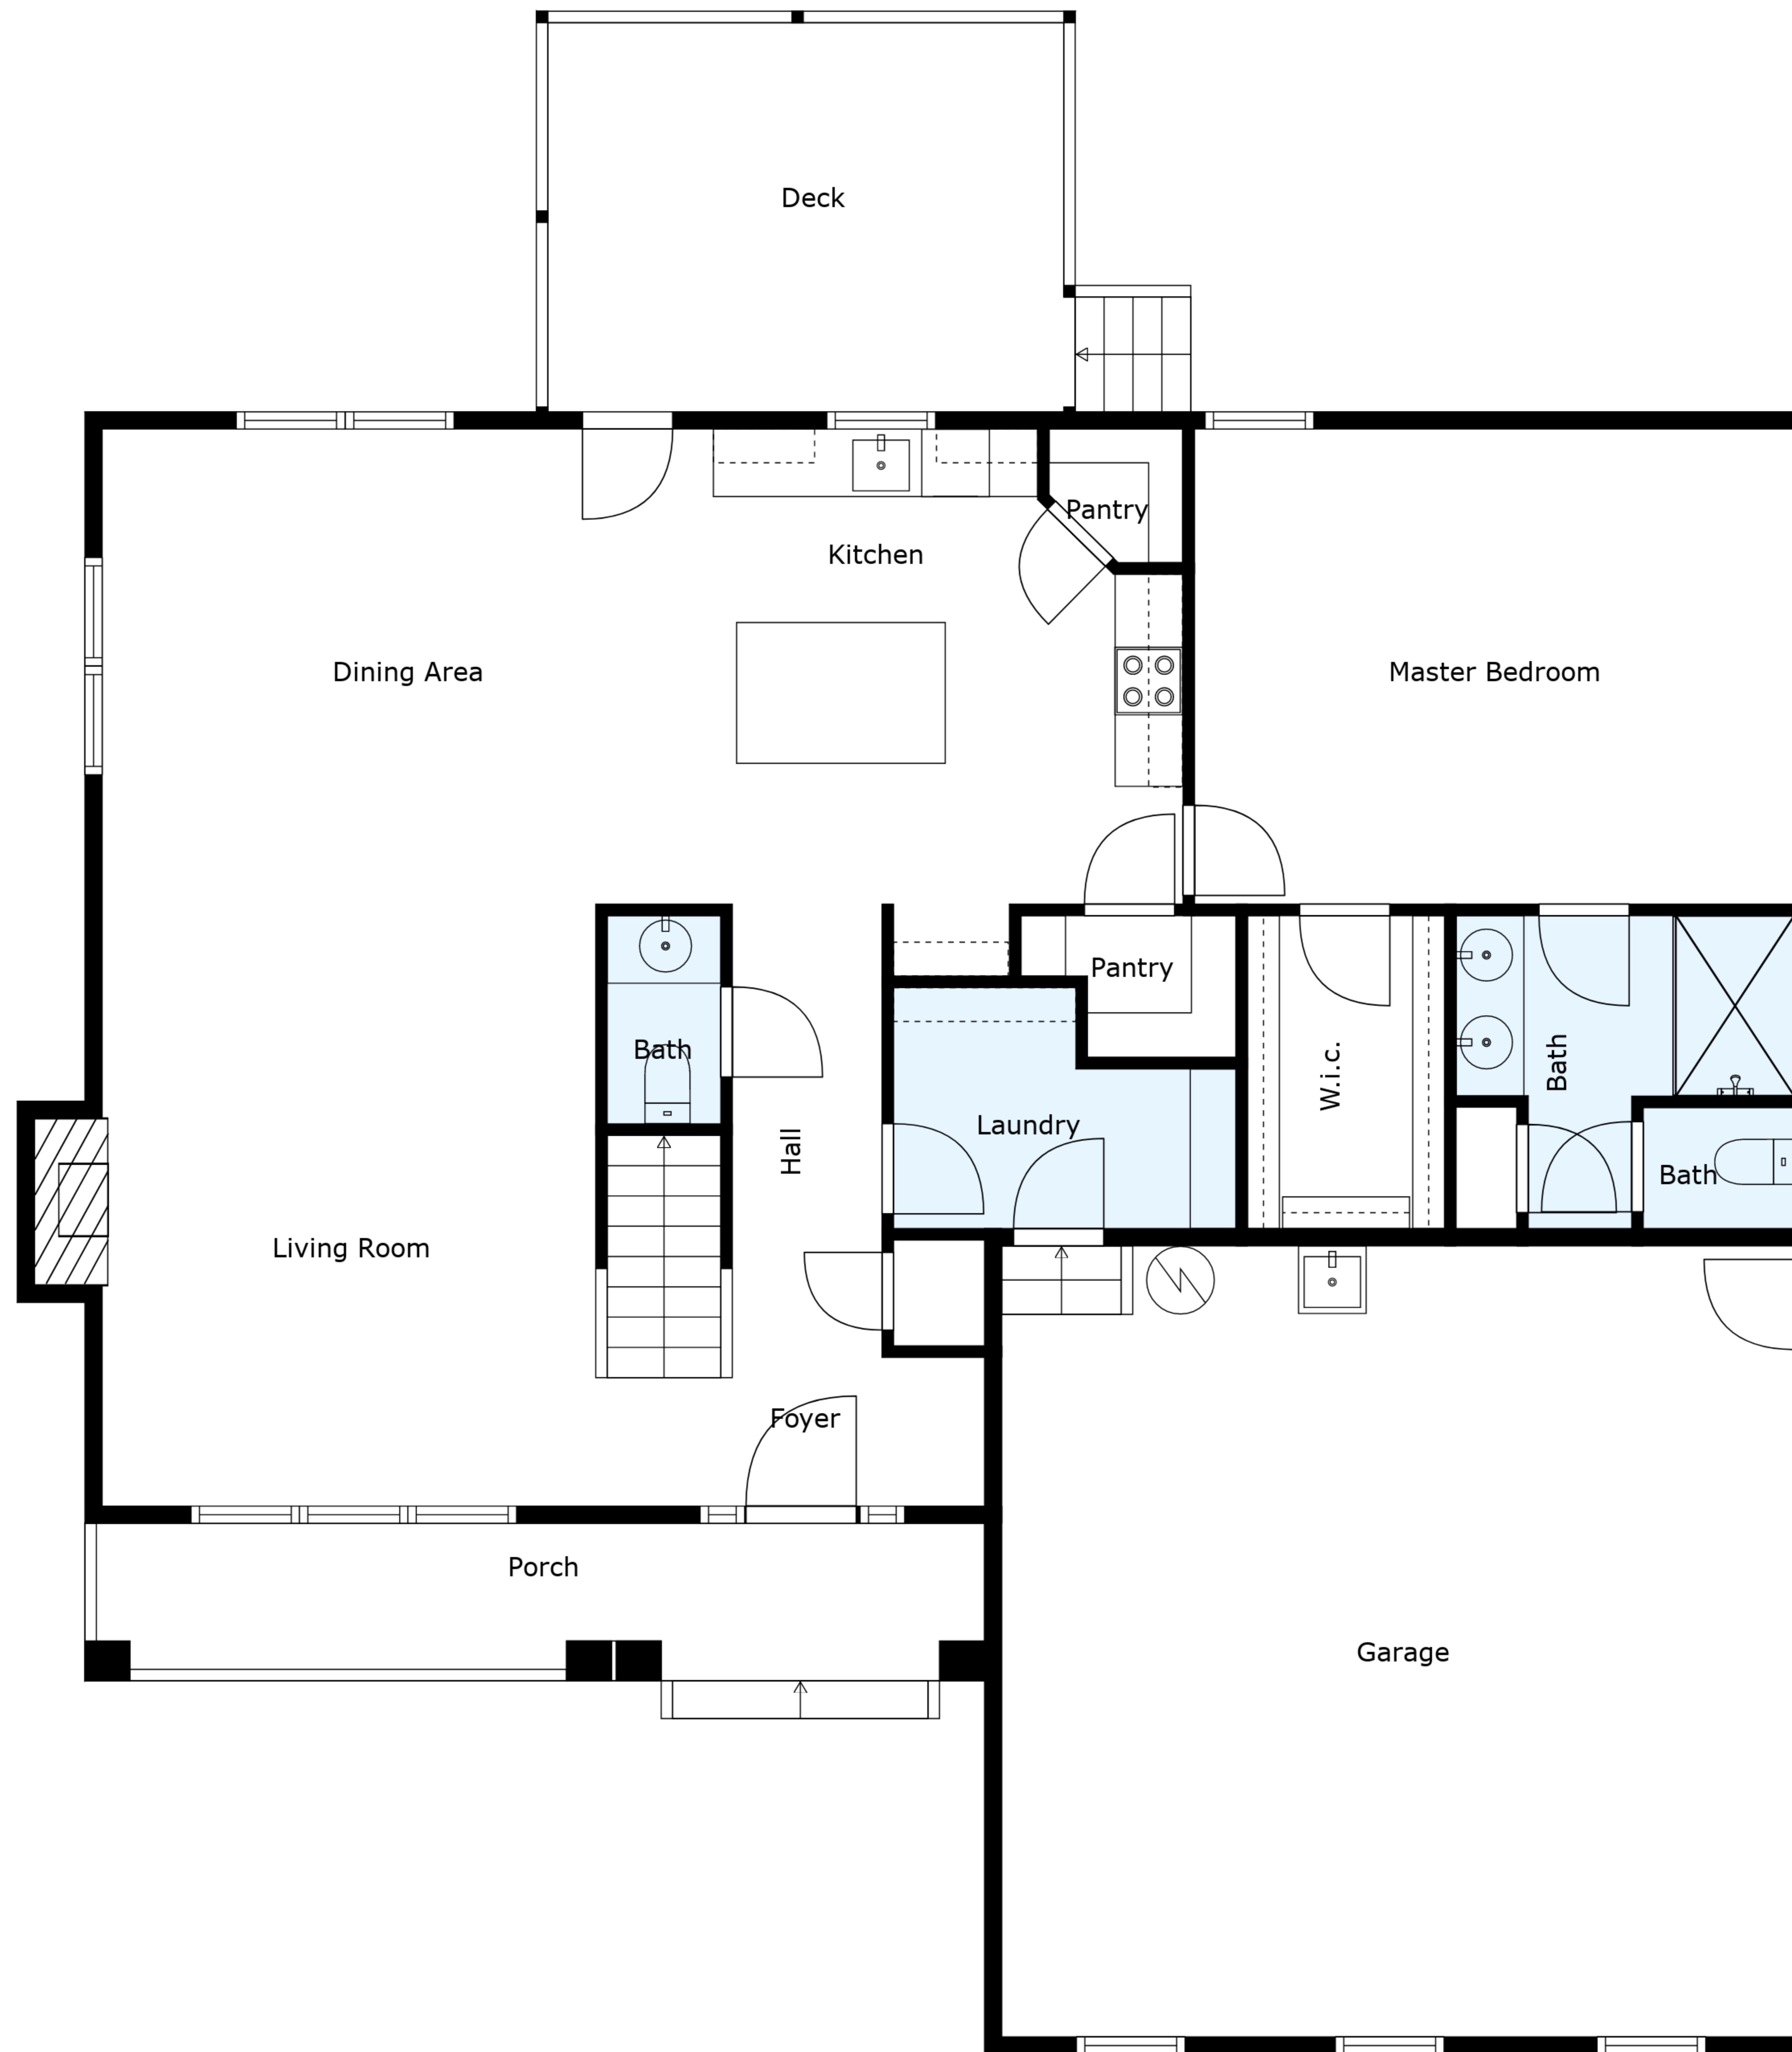 Deck
Pantry
Kitchen
Dining Area
Master Bedroom
Pantry
Bath
Bath
W.i.c.
Laundry
Hall
Bath
Living Room
Foyer
Porch
Garage